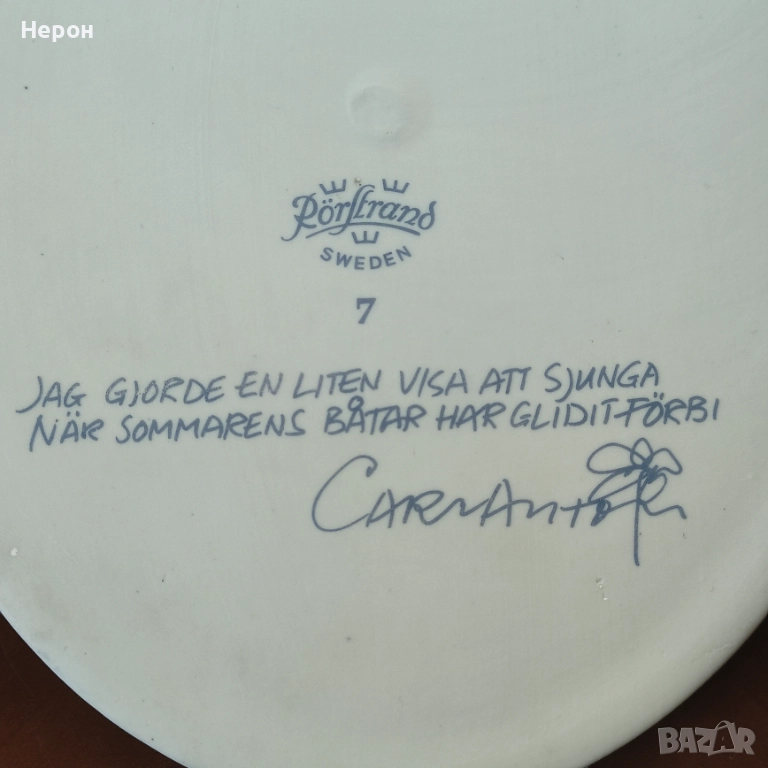 Нерон
Rörstrand
SWEDEN
7
JAG GJORDE EN LITEN VISA ATT SJUNGA
NÄR SOMMARENS BÅTAR HAR GLIDIT FÖRBI
BAZAR